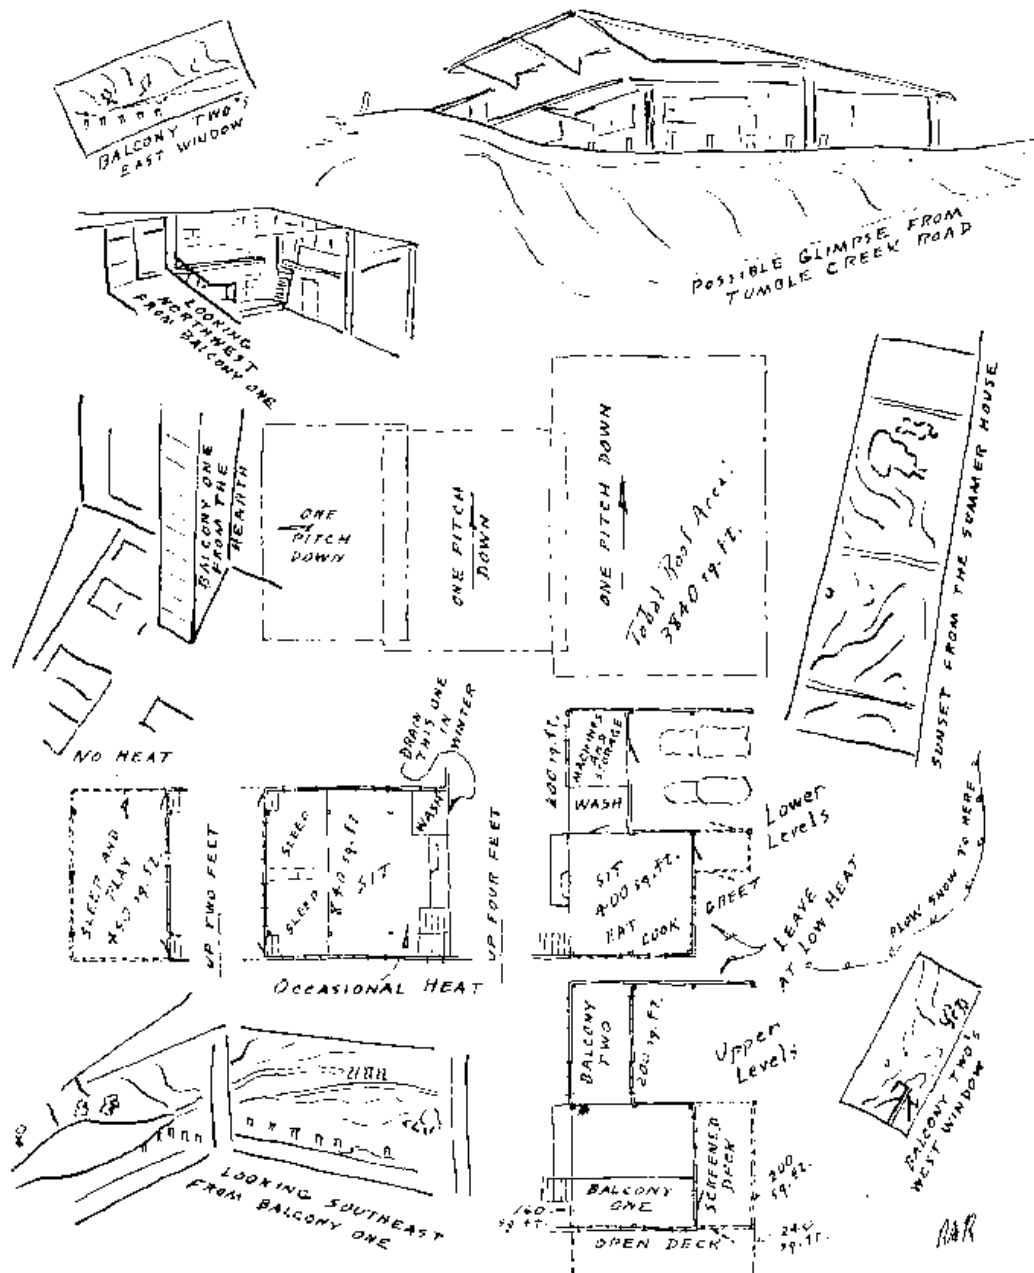 BALCONY TWO'S
EAST WINDOW
POSSIBLE GLIMPSE FROM
TUMBLE CREEK ROAD
LOOKING
NORTHWEST
FROM BALCONY ONE
BALCONY ONE
FROM THE
HEARTH
ONE
PITCH
DOWN
ONE PITCH
DOWN
ONE PITCH DOWN
Total Roof Area:
3840 sq. ft.
SUNSET FROM THE SUMMER HOUSE
NO HEAT
SLEEP AND
PLAY
sq. ft.
UP TWO FEET
DRAIN
THIS ONE
IN
WINTER
SLEEP
SLEEP
840 sq. ft.
SIT
WASH
UP FOUR FEET
OCCASIONAL HEAT
200 sq. ft.
MACHINES
AND
STORAGE
WASH
Lower
Levels
SIT
400 sq. ft.
EAT COOK
GREET
LEAVE
AT LOW HEAT
PLOW SNOW TO HERE
BALCONY
TWO
200 sq. ft.
Upper
Levels
BALCONY TWO'S
WEST WINDOW
SCREENED
DECK
200
sq. ft.
BALCONY
ONE
160
sq. ft.
OPEN DECK
240
sq. ft.
LOOKING SOUTHEAST
FROM BALCONY ONE